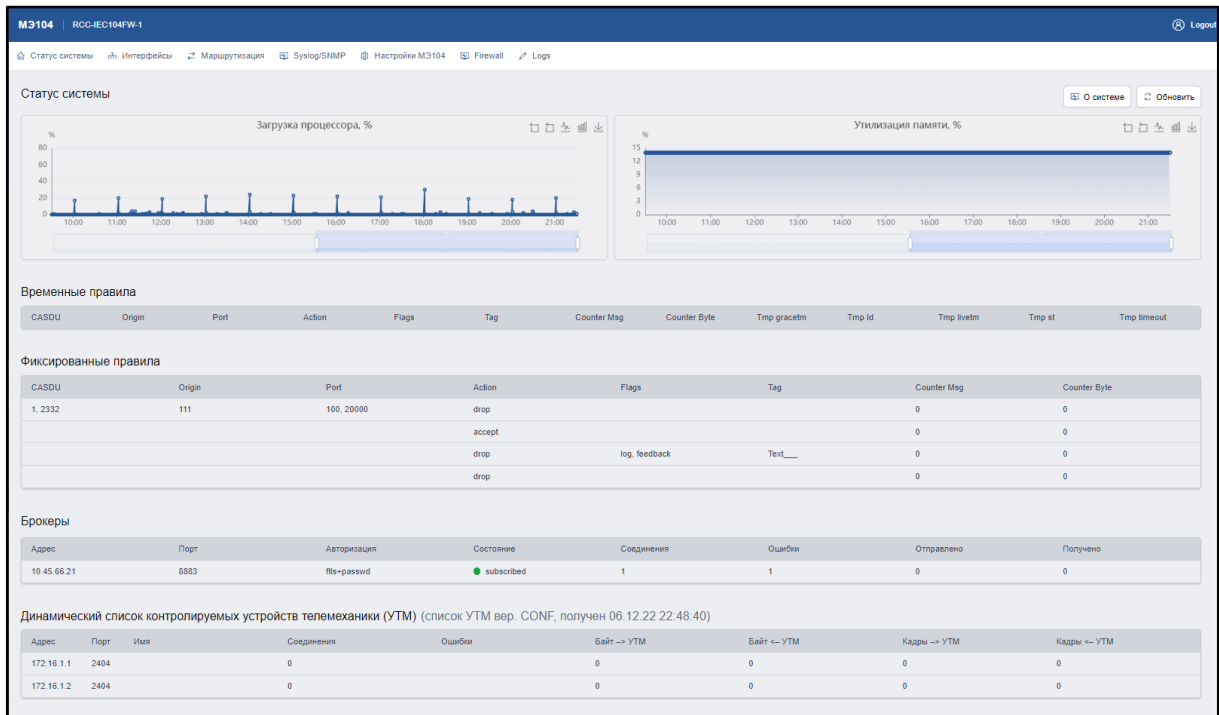 МЭ104 RCC-IEC104FW-1 Logout
Статус системы Интерфейсы Маршрутизация Syslog/SNMP Настройки МЭ104 Firewall Logs
Статус системы О системе Обновить
Загрузка процессора, %
%
80
60
40
20
0
10:00 11:00 12:00 13:00 14:00 15:00 16:00 17:00 18:00 19:00 20:00 21:00
Утилизация памяти, %
%
15
12
9
6
3
0
10:00 11:00 12:00 13:00 14:00 15:00 16:00 17:00 18:00 19:00 20:00 21:00
Временные правила
CASDU Origin Port Action Flags Tag Counter Msg Counter Byte Tmp gracetm Tmp Id Tmp livetm Tmp st Tmp timeout
Фиксированные правила
CASDU Origin Port Action Flags Tag Counter Msg Counter Byte
1, 2332 111 100, 20000 drop 0 0
accept 0 0
drop log, feedback Text___ 0 0
drop 0 0
Брокеры
Адрес Порт Авторизация Состояние Соединения Ошибки Отправлено Получено
10.45.66.21 8883 ftls+passwd subscribed 1 1 0 0
Динамический список контролируемых устройств телемеханики (УТМ) (список УТМ вер. CONF, получен 06.12.22 22:48:40)
Адрес Порт Имя Соединения Ошибки Байт –> УТМ Байт <– УТМ Кадры –> УТМ Кадры <– УТМ
172.16.1.1 2404 0 0 0 0 0
172.16.1.2 2404 0 0 0 0 0